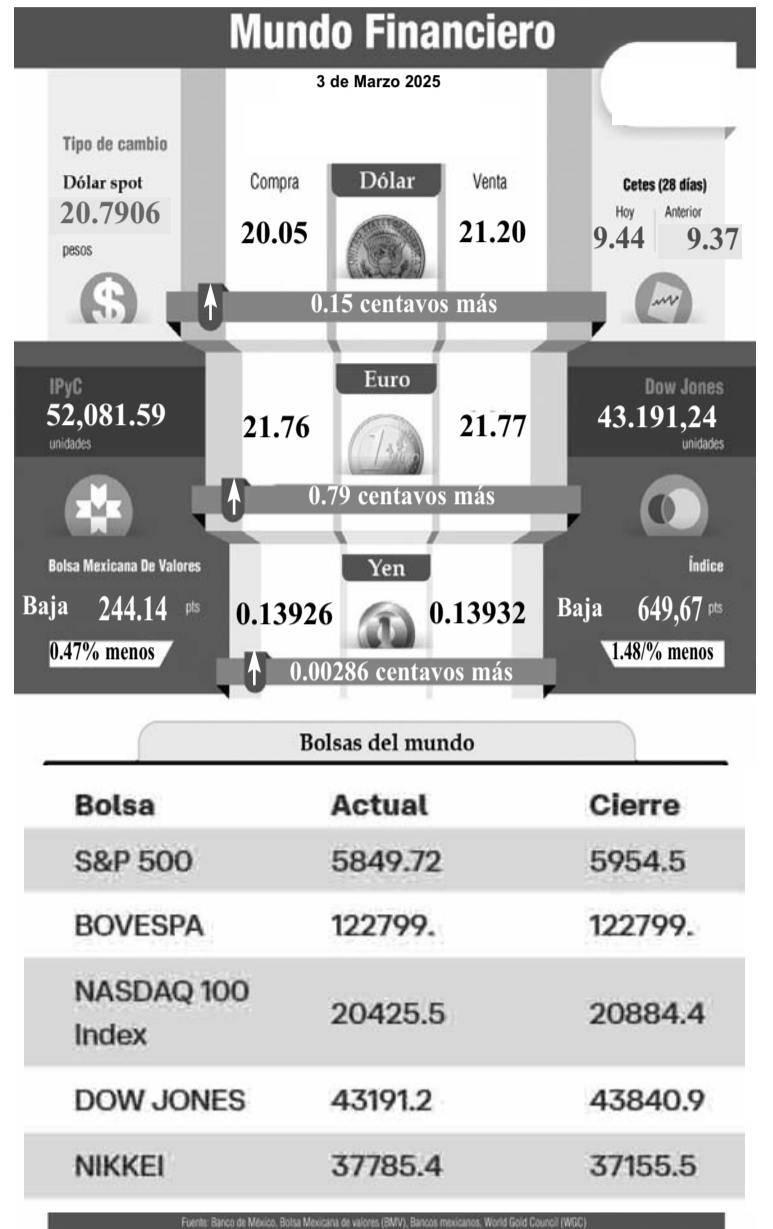 Mundo Financiero
3 de Marzo 2025
Tipo de cambio
Dólar spot
20.7906
pesos
Compra
Dólar
Venta
20.05
21.20
Cetes (28 días)
Hoy
Anterior
9.44
9.37
0.15 centavos más
IPyC
52,081.59
unidades
Euro
21.76
21.77
Dow Jones
43.191,24
unidades
0.79 centavos más
Bolsa Mexicana De Valores
Baja 244.14 pts
0.47% menos
Yen
0.13926
0.13932
Índice
Baja 649,67 pts
1.48/% menos
0.00286 centavos más
Bolsas del mundo
Bolsa Actual Cierre
S&P 500 5849.72 5954.5
BOVESPA 122799. 122799.
NASDAQ 100
Index
20425.5 20884.4
DOW JONES 43191.2 43840.9
NIKKEI 37785.4 37155.5
Fuente: Banco de México, Bolsa Mexicana de valores (BMV), Bancos mexicanos, World Gold Council (WGC)